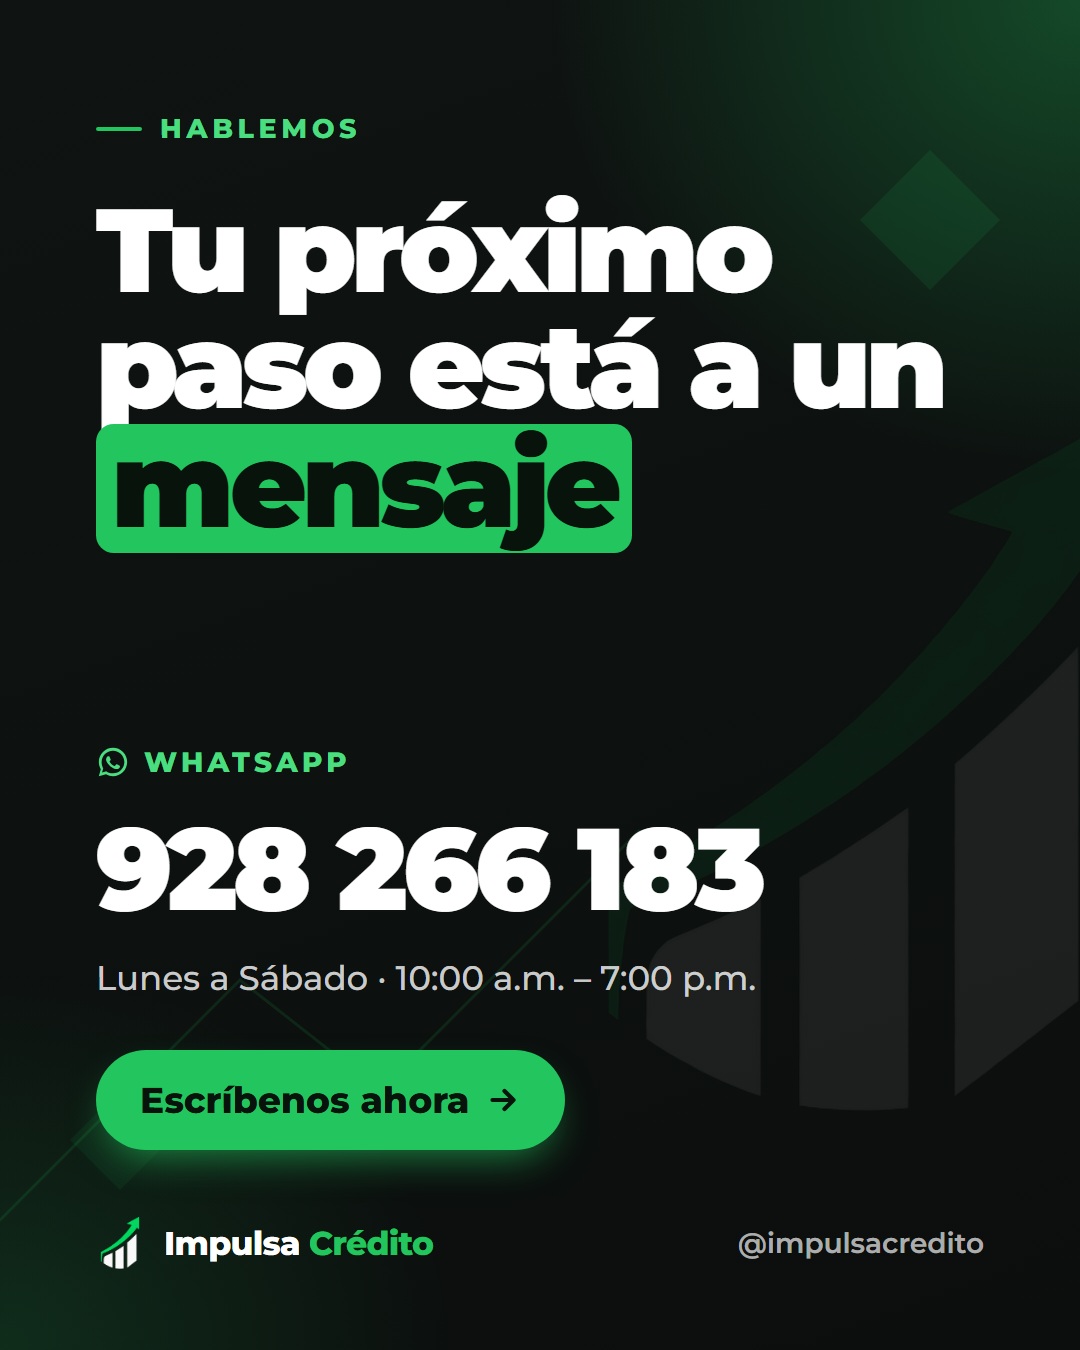 HABLEMOS
Tu próximo
paso está a un
mensaje
WHATSAPP
928 266 183
Lunes a Sábado · 10:00 a.m. – 7:00 p.m.
Escríbenos ahora →
Impulsa Crédito
@impulsacredito